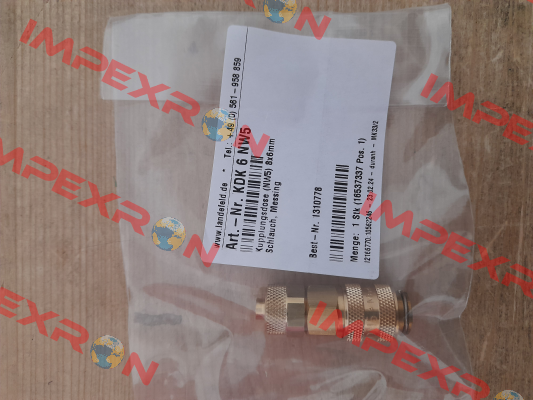 www.landefeld.de • Tel.: +49 (0) 561-958 859
Art.-Nr. KDK 6 NW5
Kupplungsdose (NW5) 8x6mm
Schlauch, Messing
Best-Nr. 1310778
Menge: 1 Stk (16537337 Pos. 1)
IMPEXRON
IMPEXRON
IMPEXRON
IMPEXRON
IMPEXRON